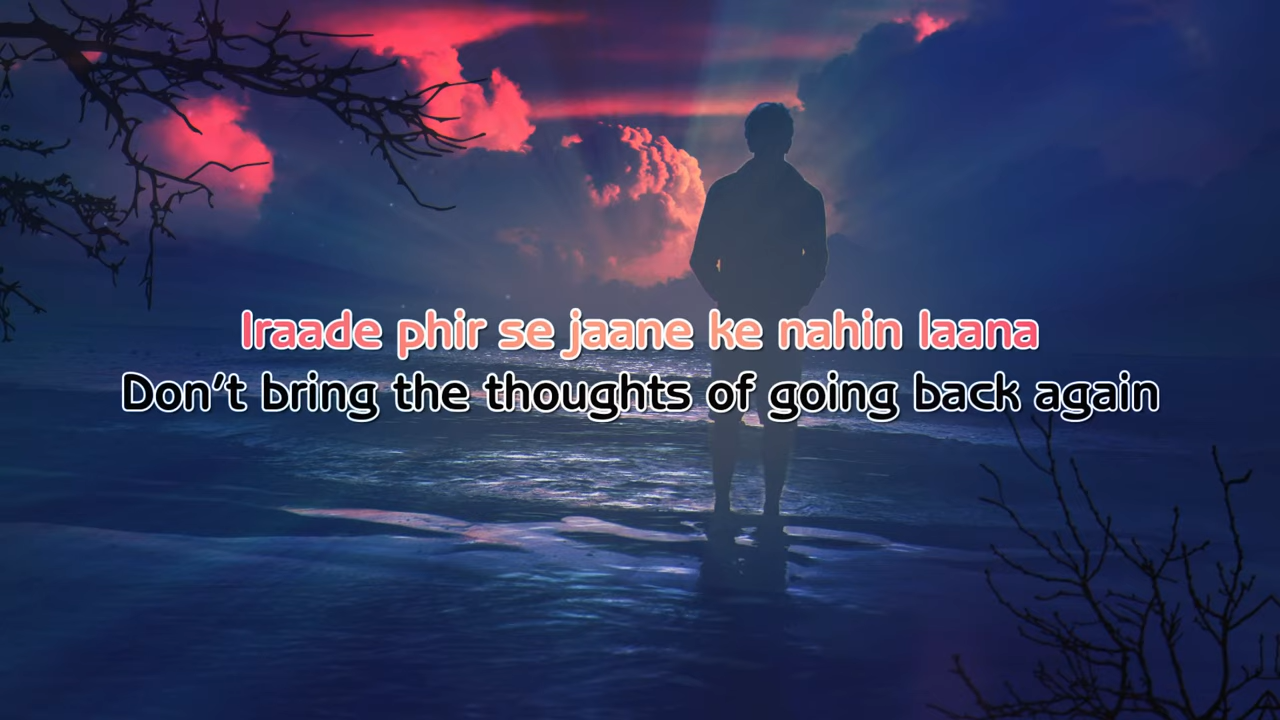 Iraade phir se jaane ke nahin laana
Don't bring the thoughts of going back again